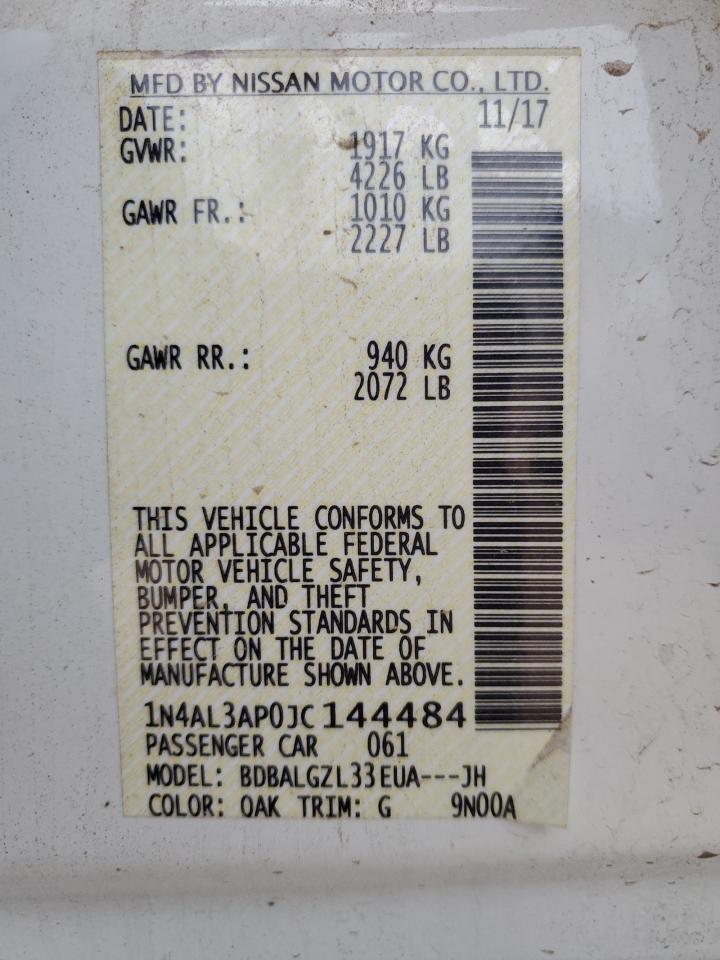 MFD BY NISSAN MOTOR CO., LTD.
DATE: 11/17
GVWR: 1917 KG
4226 LB
GAWR FR.: 1010 KG
2227 LB
GAWR RR.: 940 KG
2072 LB
THIS VEHICLE CONFORMS TO
ALL APPLICABLE FEDERAL
MOTOR VEHICLE SAFETY,
BUMPER, AND THEFT
PREVENTION STANDARDS IN
EFFECT ON THE DATE OF
MANUFACTURE SHOWN ABOVE.
1N4AL3AP0JC144484
PASSENGER CAR 061
MODEL: BDBALGZL33EUA---JH
COLOR: QAK TRIM: G 9N00A